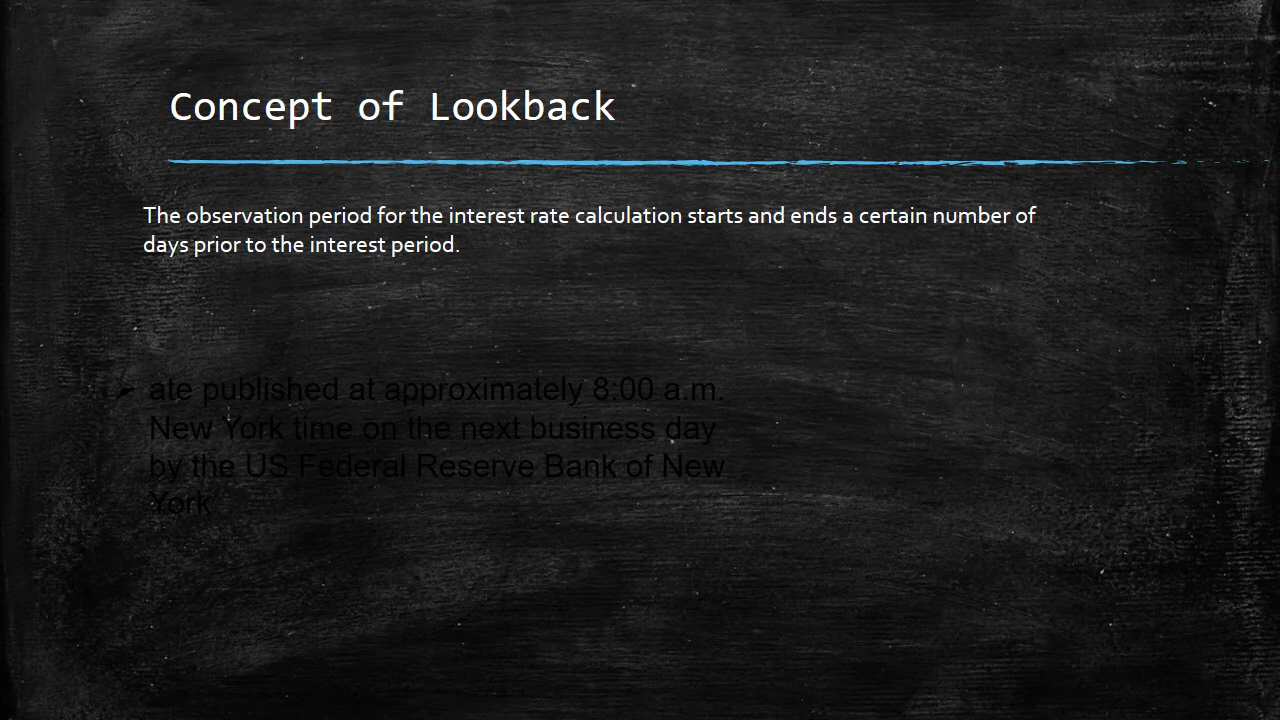 Concept of Lookback
The observation period for the interest rate calculation starts and ends a certain number of
days prior to the interest period.
➢ ate published at approximately 8:00 a.m.
New York time on the next business day
by the US Federal Reserve Bank of New
York